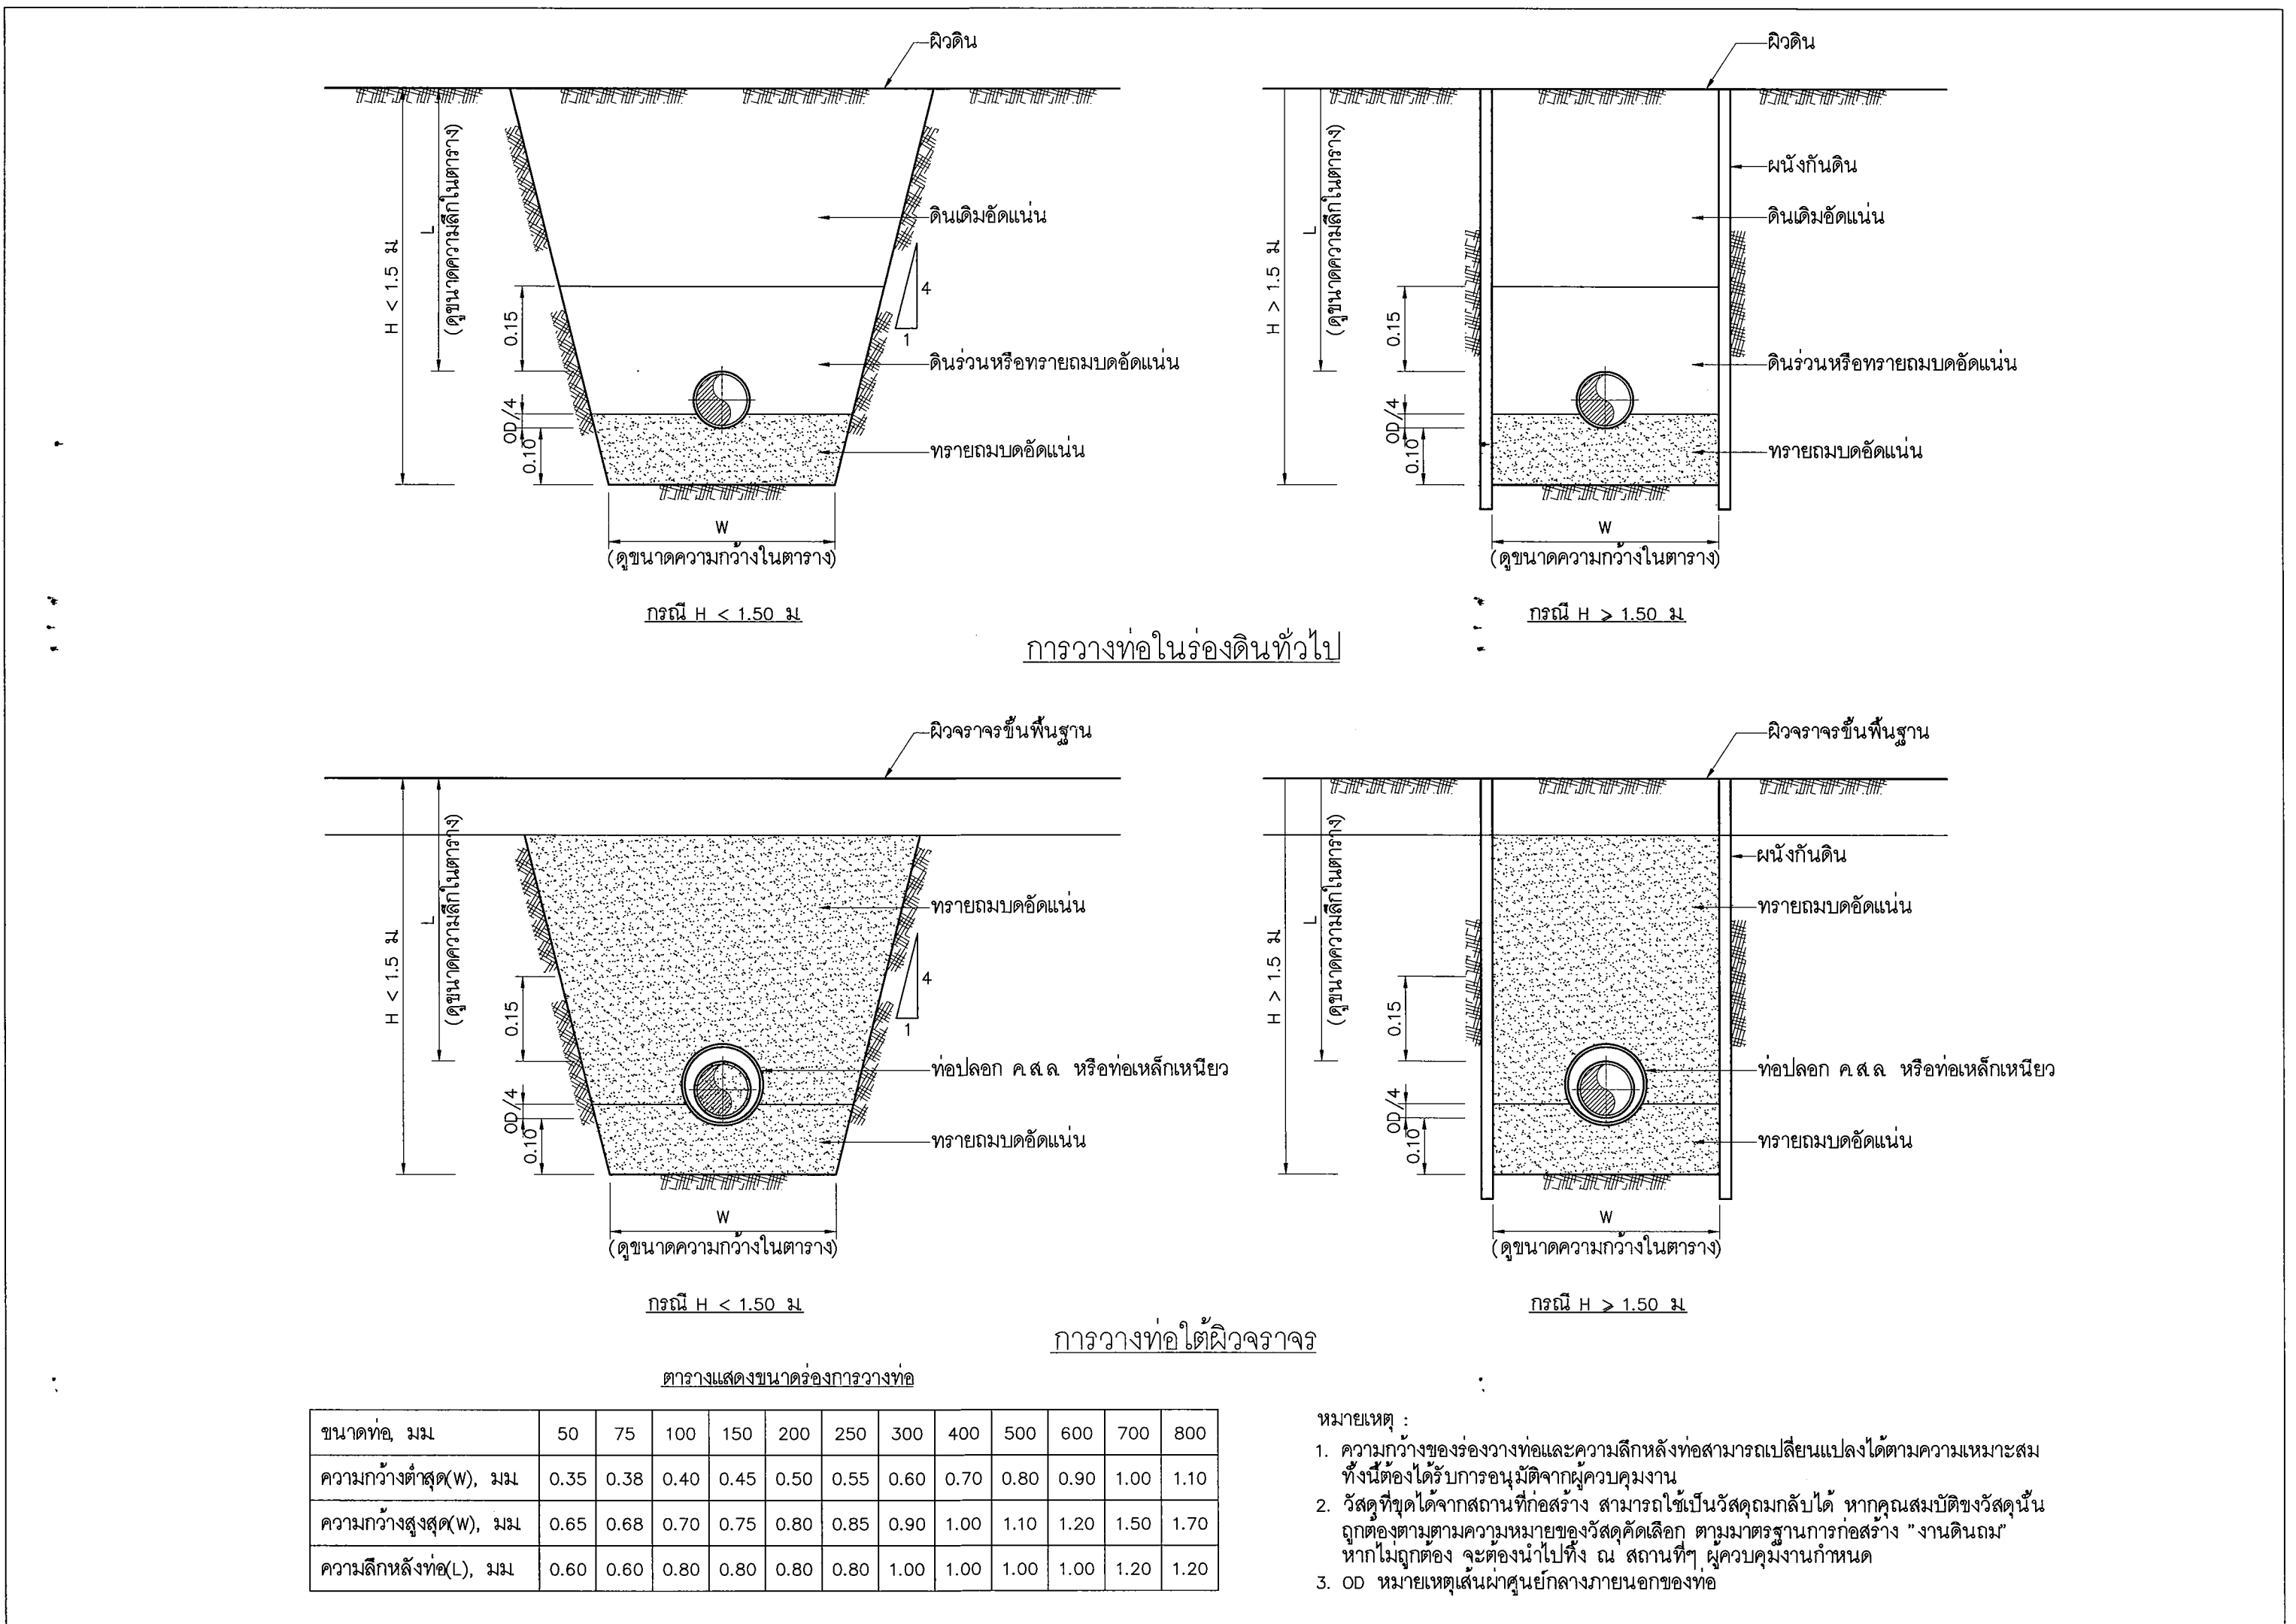 ผิวดิน
H < 1.5 ม.
L
(ดูขนาดความลึกในตาราง)
ดินเดิมอัดแน่น
4
1
0.15
ดินร่วนหรือทรายถมบดอัดแน่น
OD/4
0.10
ทรายถมบดอัดแน่น
W
(ดูขนาดความกว้างในตาราง)
กรณี H < 1.50 ม.
ผิวดิน
H > 1.5 ม.
L
(ดูขนาดความลึกในตาราง)
ผนังกันดิน
ดินเดิมอัดแน่น
0.15
ดินร่วนหรือทรายถมบดอัดแน่น
OD/4
0.10
ทรายถมบดอัดแน่น
W
(ดูขนาดความกว้างในตาราง)
กรณี H ⩾ 1.50 ม.
การวางท่อในร่องดินทั่วไป
ผิวจราจรขั้นพื้นฐาน
H < 1.5 ม.
L
(ดูขนาดความลึกในตาราง)
ทรายถมบดอัดแน่น
4
1
0.15
ท่อปลอก ค.ส.ล. หรือท่อเหล็กเหนียว
OD/4
0.10
ทรายถมบดอัดแน่น
W
(ดูขนาดความกว้างในตาราง)
กรณี H < 1.50 ม.
ผิวจราจรขั้นพื้นฐาน
H > 1.5 ม.
L
(ดูขนาดความลึกในตาราง)
ผนังกันดิน
ทรายถมบดอัดแน่น
0.15
ท่อปลอก ค.ส.ล. หรือท่อเหล็กเหนียว
OD/4
0.10
ทรายถมบดอัดแน่น
W
(ดูขนาดความกว้างในตาราง)
กรณี H ⩾ 1.50 ม.
การวางท่อใต้ผิวจราจร
ตารางแสดงขนาดร่องการวางท่อ
ขนาดท่อ, มม. 50 75 100 150 200 250 300 400 500 600 700 800
ความกว้างต่ำสุด(W), มม. 0.35 0.38 0.40 0.45 0.50 0.55 0.60 0.70 0.80 0.90 1.00 1.10
ความกว้างสูงสุด(W), มม. 0.65 0.68 0.70 0.75 0.80 0.85 0.90 1.00 1.10 1.20 1.50 1.70
ความลึกหลังท่อ(L), มม. 0.60 0.60 0.80 0.80 0.80 0.80 1.00 1.00 1.00 1.00 1.20 1.20
หมายเหตุ :
1. ความกว้างของร่องวางท่อและความลึกหลังท่อสามารถเปลี่ยนแปลงได้ตามความเหมาะสม
ทั้งนี้ต้องได้รับการอนุมัติจากผู้ควบคุมงาน
2. วัสดุที่ขุดได้จากสถานที่ก่อสร้าง สามารถใช้เป็นวัสดุถมกลับได้ หากคุณสมบัติขงวัสดุนั้น
ถูกต้องตามตามความหมายของวัสดุคัดเลือก ตามมาตรฐานการก่อสร้าง "งานดินถม"
หากไม่ถูกต้อง จะต้องนำไปทิ้ง ณ สถานที่ๆ ผู้ควบคุมงานกำหนด
3. OD หมายเหตุเส้นผ่าศูนย์กลางภายนอกของท่อ